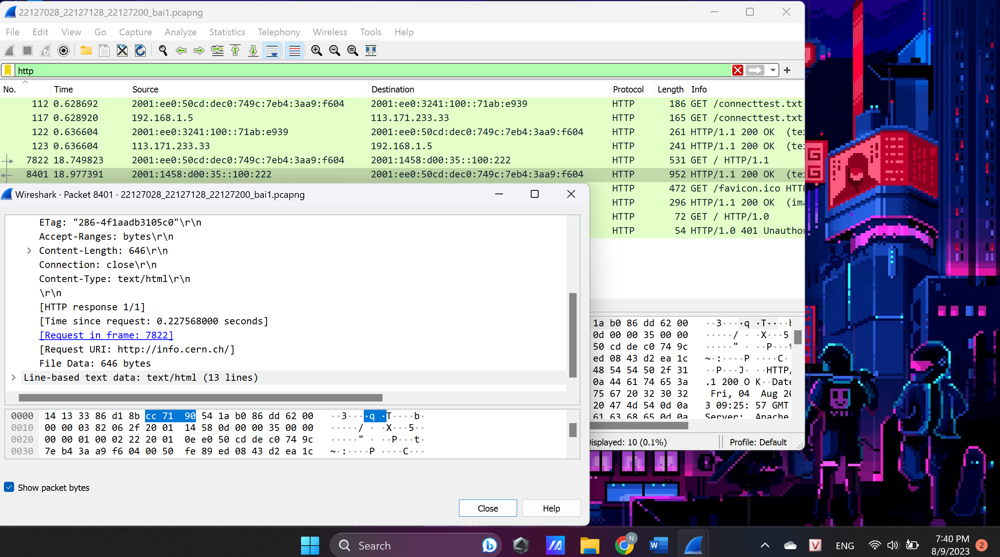 22127028_22127128_22127200_bai1.pcapng
File Edit View Go Capture Analyze Statistics Telephony Wireless Tools Help
http
No. Time Source Destination Protocol Length Info
112 0.628692 2001:ee0:50cd:dec0:749c:7eb4:3aa9:f604 2001:ee0:3241:100::71ab:e939 HTTP 186 GET /connecttest.txt
117 0.628920 192.168.1.5 113.171.233.33 HTTP 165 GET /connecttest.txt
122 0.636604 2001:ee0:3241:100::71ab:e939 2001:ee0:50cd:dec0:749c:7eb4:3aa9:f604 HTTP 261 HTTP/1.1 200 OK (te
123 0.636604 113.171.233.33 192.168.1.5 HTTP 241 HTTP/1.1 200 OK (te
7822 18.749823 2001:ee0:50cd:dec0:749c:7eb4:3aa9:f604 2001:1458:d00:35::100:222 HTTP 531 GET / HTTP/1.1
8401 18.977391 2001:1458:d00:35::100:222 2001:ee0:50cd:dec0:749c:7eb4:3aa9:f604 HTTP 952 HTTP/1.1 200 OK (te
HTTP 472 GET /favicon.ico HTT
HTTP 296 HTTP/1.1 200 OK (im
HTTP 72 GET / HTTP/1.0
HTTP 54 HTTP/1.0 401 Unautho
Wireshark · Packet 8401 · 22127028_22127128_22127200_bai1.pcapng
ETag: "286-4f1aadb3105c0"\r\n
Accept-Ranges: bytes\r\n
Content-Length: 646\r\n
Connection: close\r\n
Content-Type: text/html\r\n
\r\n
[HTTP response 1/1]
[Time since request: 0.227568000 seconds]
[Request in frame: 7822]
[Request URI: http://info.cern.ch/]
File Data: 646 bytes
Line-based text data: text/html (13 lines)
0000 14 13 33 86 d1 8b cc 71 90 54 1a b0 86 dd 62 00 ··3····q ·T····b·
0010 00 00 03 82 06 2f 20 01 14 58 0d 00 00 35 00 00 ·····/ · ·X···5··
0020 00 00 01 00 02 22 20 01 0e e0 50 cd de c0 74 9c ·····" · ··P···t·
0030 7e b4 3a a9 f6 04 00 50 fe 89 ed 08 43 d2 ea 1c ~·:····P ····C···
Show packet bytes
Close Help
1a b0 86 dd 62 00 ··3····q ·T····
0d 00 00 35 00 00 ·····/ · ·X···5
50 cd de c0 74 9c ·····" · ··P···t
ed 08 43 d2 ea 1c ~·:····P ····C·
48 54 54 50 2f 31 ··P···J· ··HTTP/
0a 44 61 74 65 3a .1 200 O K··Date
75 67 20 32 30 32 Fri, 04 Aug 20
20 47 4d 54 0d 0a 3 09:25: 57 GMT
61 63 68 65 0d 0a Server: Apache
isplayed: 10 (0.1%) Profile: Default
Search
N
W
V
ENG
7:40 PM
8/9/2023
2